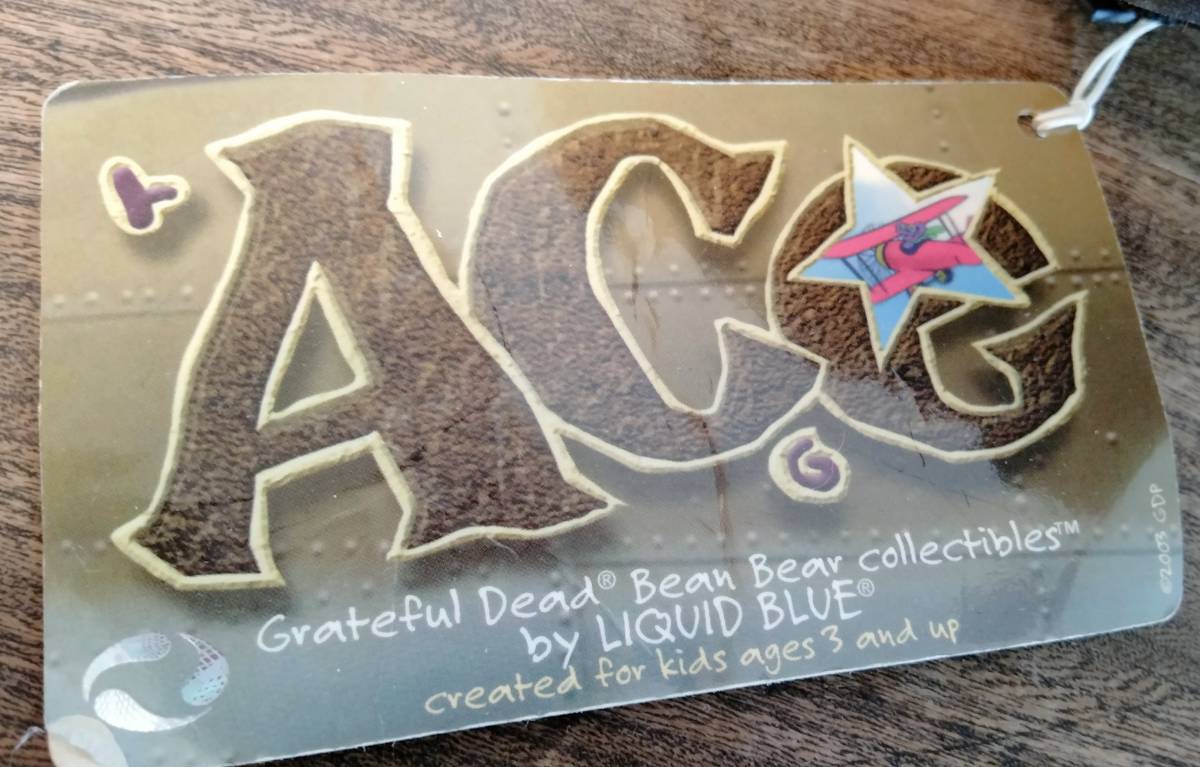 ACe
Grateful Dead® Bean Bear collectibles™
by LIQUID BLUE®
created for kids ages 3 and up
©2003 GDP